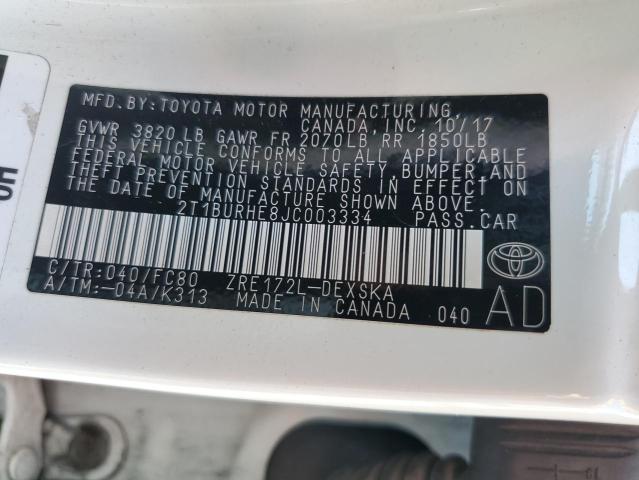 MFD. BY: TOYOTA MOTOR MANUFACTURING,
CANADA, INC. 10/17
GVWR 3820 LB GAWR FR 2070 LB RR 1850LB
THIS VEHICLE CONFORMS TO ALL APPLICABLE
FEDERAL MOTOR VEHICLE SAFETY, BUMPER, AND
THEFT PREVENTION STANDARDS IN EFFECT ON
THE DATE OF MANUFACTURE SHOWN ABOVE.
2T1BURHE8JC003334 PASS.CAR
C/TR:040/FC80 ZRE172L-DEXSKA
A/TM:-04A/K313 MADE IN CANADA 040 AD